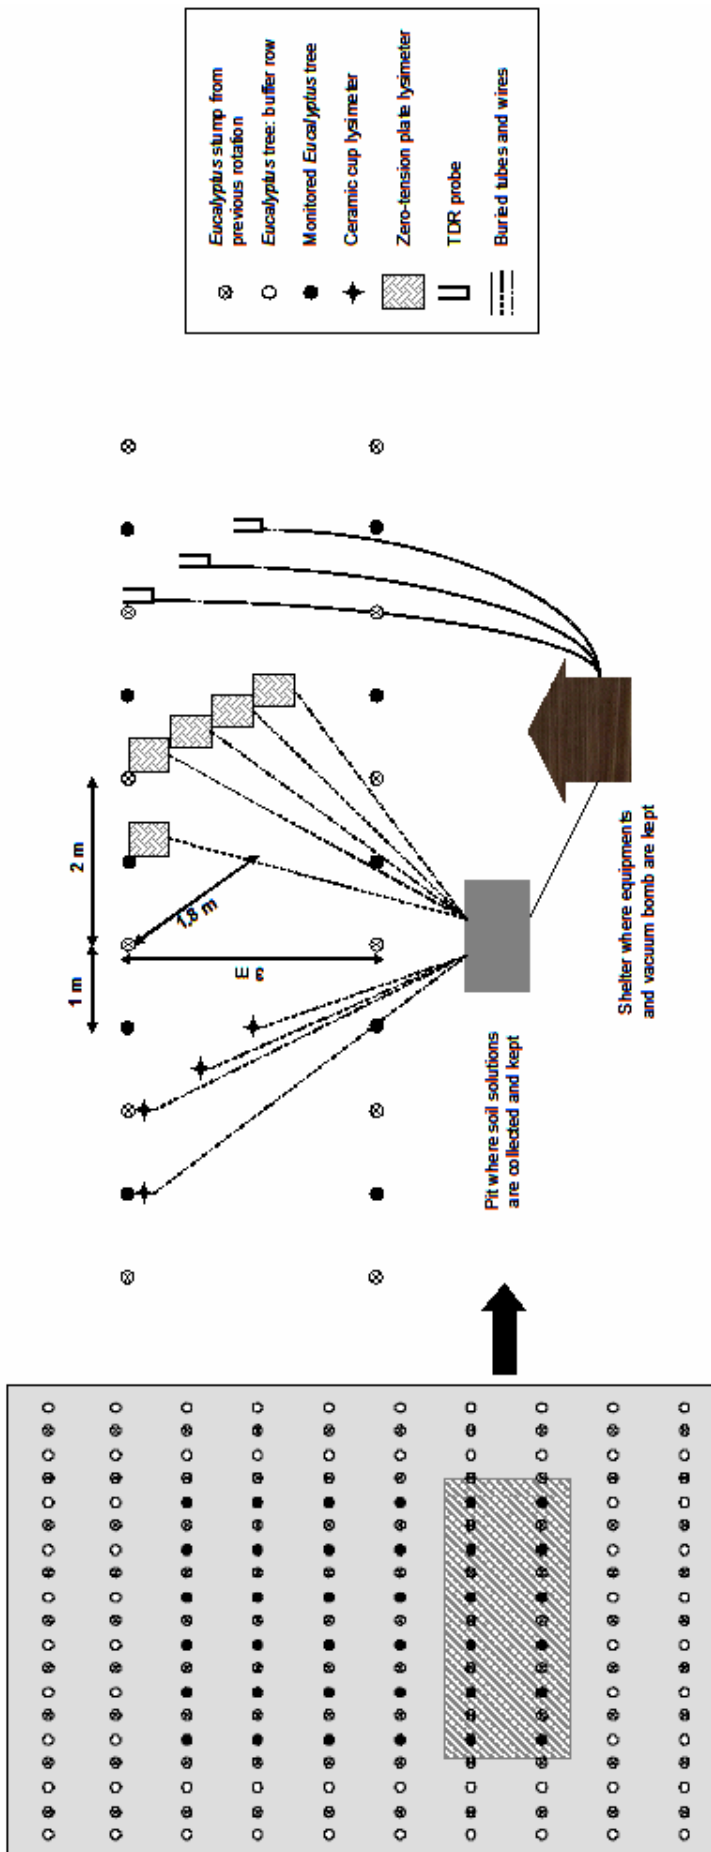 Eucalyptus stump from
previous rotation
Eucalyptus tree: buffer row
Monitored Eucalyptus tree
Ceramic cup lysimeter
Zero-tension plate lysimeter
TDR probe
Buried tubes and wires
1 m
2 m
1,8 m
3 m
Pit where soil solutions
are collected and kept
Shelter where equipments
and vacuum bomb are kept